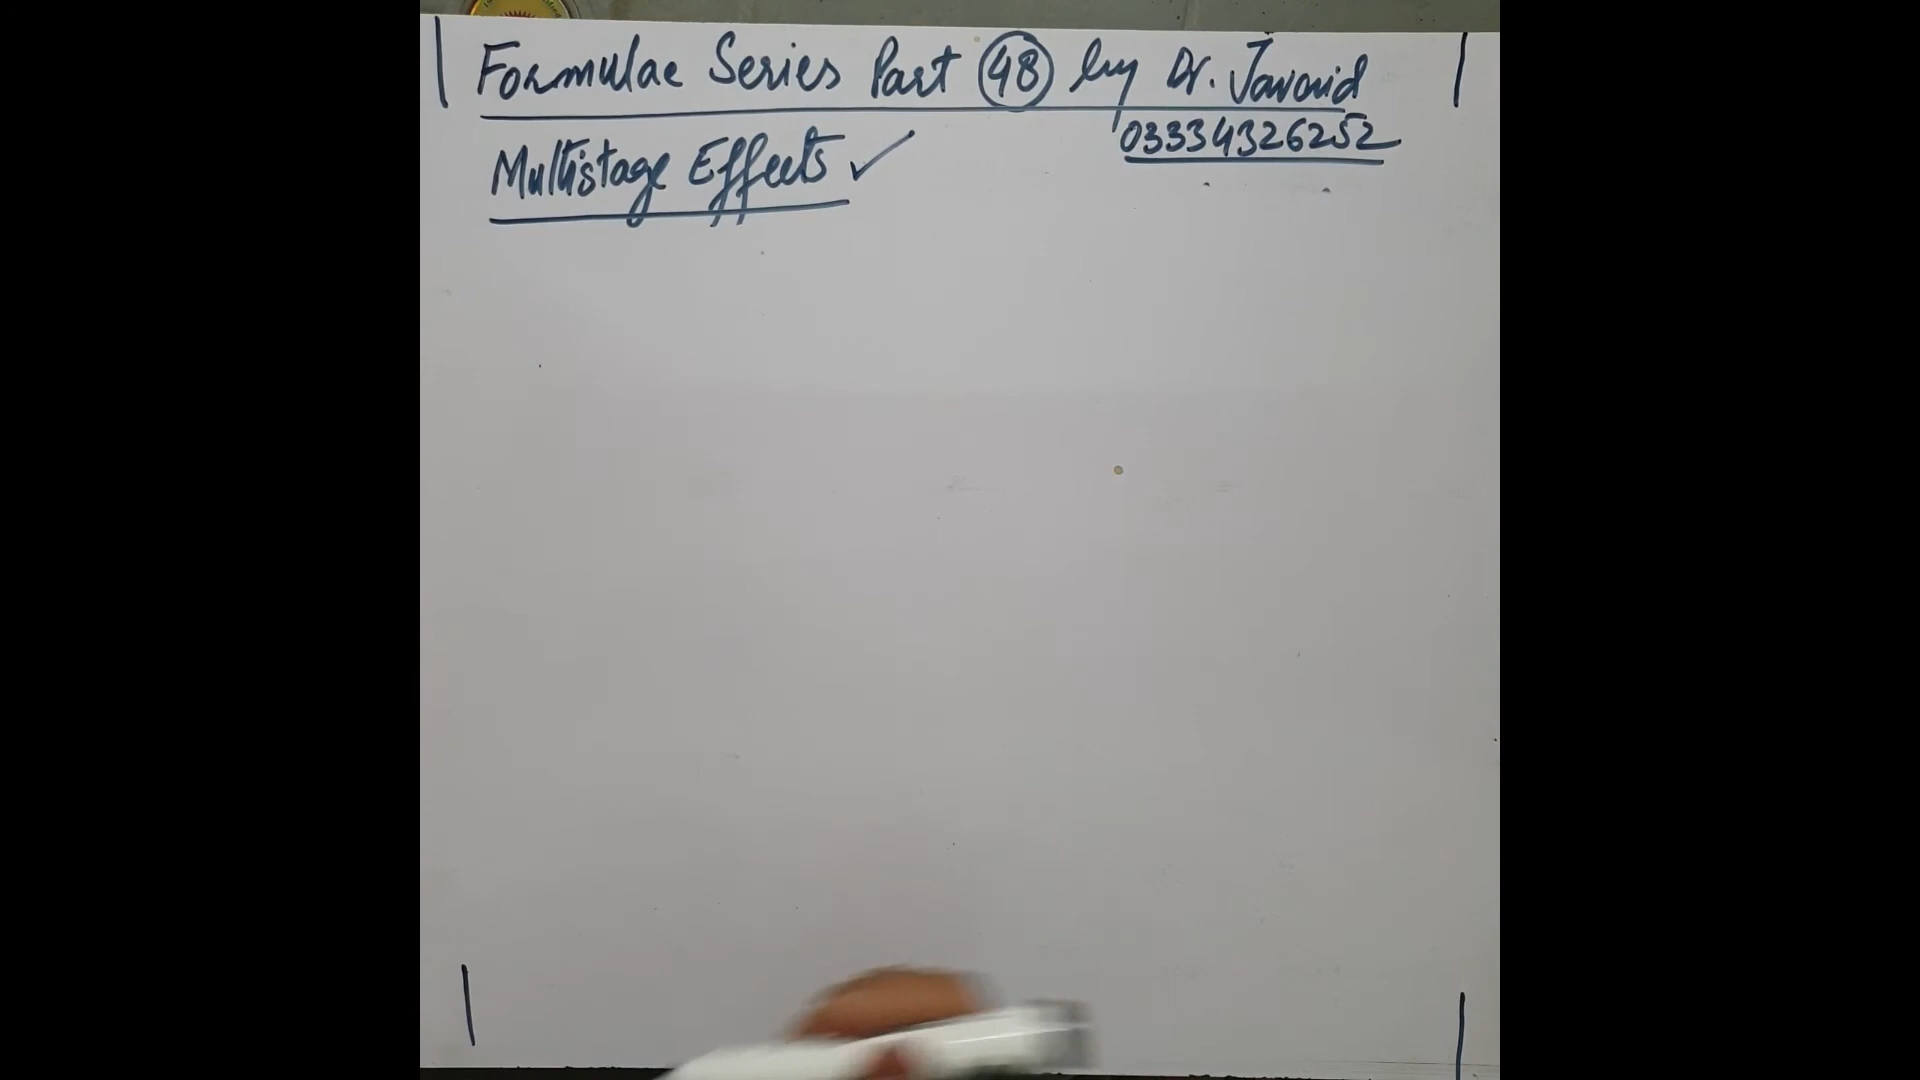 Formulae Series Part 48 by Dr. Javaid
03334326252
Multistage Effects ✓